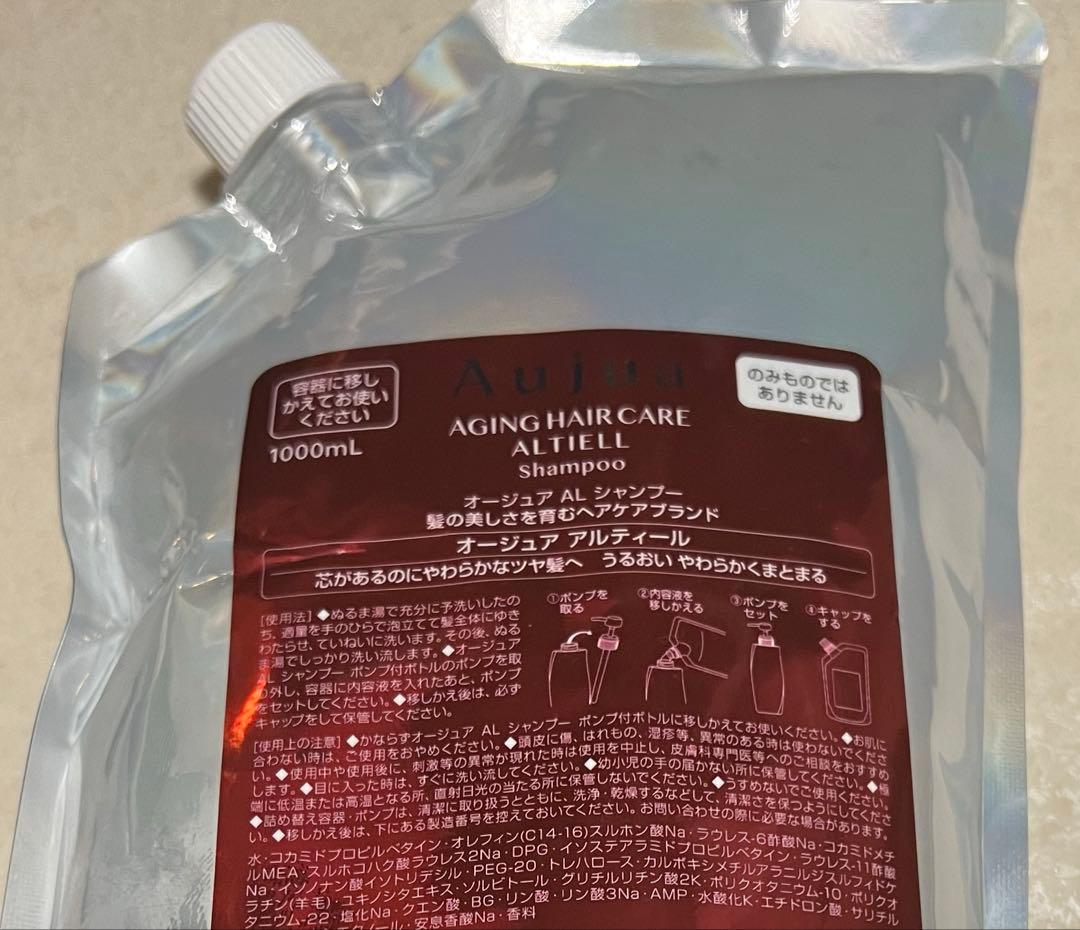 容器に移し
かえてお使い
ください
1000mL
Aujua
のみものでは
ありません
AGING HAIR CARE
ALTIELL
Shampoo
オージュア AL シャンプー
髪の美しさを育むヘアケアブランド
オージュア アルティール
芯があるのにやわらかなツヤ髪へ うるおい やわらかくまとまる
［使用法］◆ぬるま湯で充分に予洗いしたの
ち、適量を手のひらで泡立てて髪全体にゆき
わたらせ、ていねいに洗います。その後、ぬる
ま湯でしっかり洗い流します。◆オージュア
AL シャンプー ポンプ付ボトルのポンプを取
り外し、容器に内容液を入れたあと、ポンプ
をセットしてください。◆移しかえ後は、必ず
キャップをして保管してください。
①ポンプを
取る
②内容液を
移しかえる
③ポンプを
セット
④キャップを
する
［使用上の注意］◆かならずオージュア AL シャンプー ポンプ付ボトルに移しかえてお使いください。◆お肌に
合わない時は、ご使用をおやめください。◆頭皮に傷、はれもの、湿疹等、異常のある時は使わないでくださ
い。◆使用中や使用後に、刺激等の異常が現れた時は使用を中止し、皮膚科専門医等へのご相談をおすすめ
します。◆目に入った時は、すぐに洗い流してください。◆幼小児の手の届かない所に保管してください。◆極
端に低温または高温となる所、直射日光の当たる所に保管しないでください。◆うすめないでご使用ください。
◆詰め替え容器・ポンプは、清潔に取り扱うとともに、洗浄・乾燥するなどして、清潔さを保つようにしてくださ
い。◆移しかえ後は、下にある製造番号を控えておいてください。お問い合わせの際に必要な場合があります。
水・コカミドプロピルベタイン・オレフィン(C14-16)スルホン酸Na・ラウレス-6酢酸Na・コカミドメチ
ルMEA・スルホコハク酸ラウレス2Na・DPG・イソステアラミドプロピルベタイン・ラウレス-11酢酸
Na・イソノナン酸イソトリデシル・PEG-20・トレハロース・カルボキシメチルアラニルジスルフィドケ
ラチン(羊毛)・ユキノシタエキス・ソルビトール・グリチルリチン酸2K・ポリクオタニウム-10・ポリクオ
タニウム-22・塩化Na・クエン酸・BG・リン酸・リン酸3Na・AMP・水酸化K・エチドロン酸・サリチル
エタノール・安息香酸Na・香料